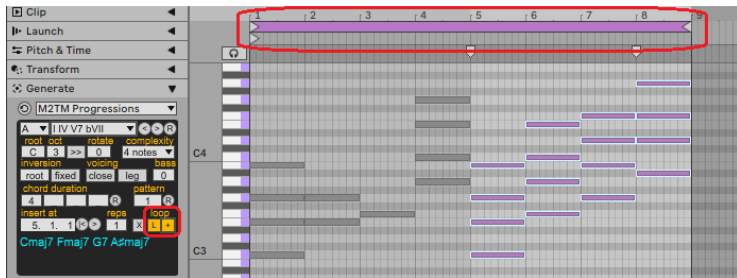 Clip
Launch
Pitch & Time
Transform
Generate
M2TM Progressions
A I IV V7 bVII < > R
root oct rotate complexity
C 3 >> 0 4 notes
inversion voicing bass
root fixed close leg 0
chord duration pattern
4 R 1 R
insert at reps loop
5. 1. 1 |< > 1 X L +
Cmaj7 Fmaj7 G7 A♯maj7
1 2 3 4 5 6 7 8 9
C4
C3